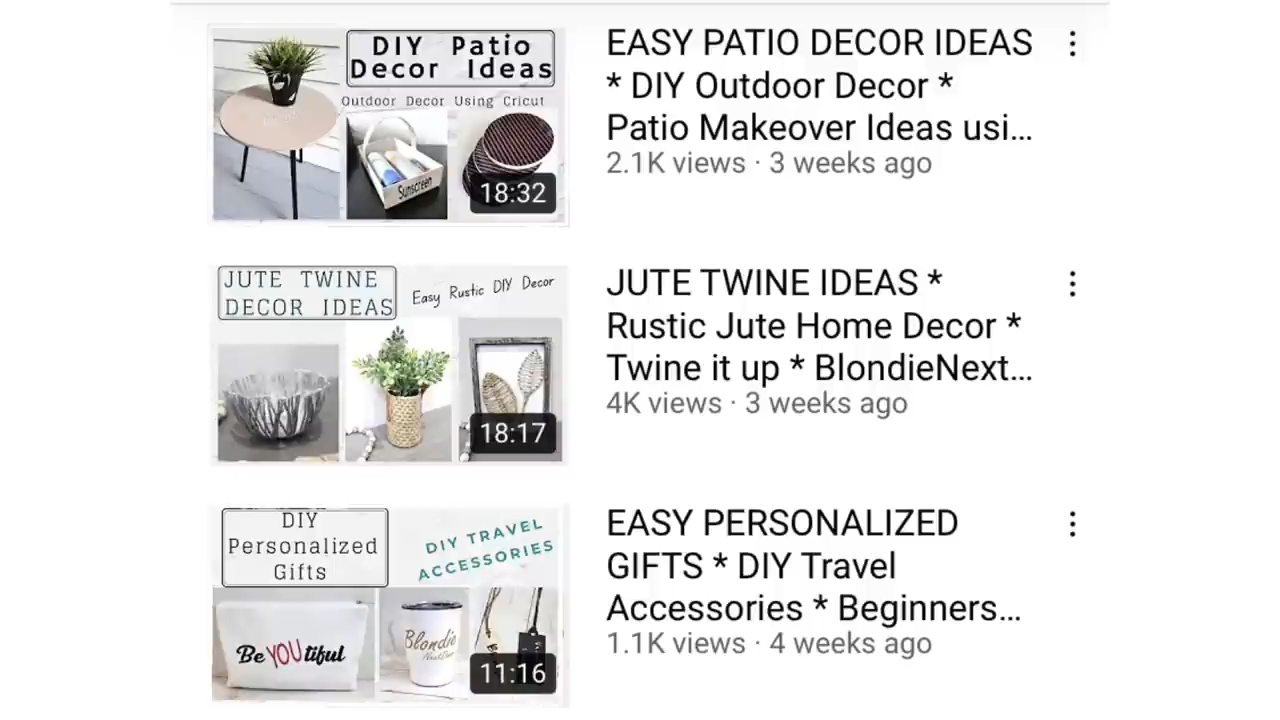 DIY Patio
Decor Ideas
Outdoor Decor Using Cricut
Sunscreen
18:32
EASY PATIO DECOR IDEAS
* DIY Outdoor Decor *
Patio Makeover Ideas usi...
2.1K views · 3 weeks ago
JUTE TWINE
DECOR IDEAS
Easy Rustic DIY Decor
18:17
JUTE TWINE IDEAS *
Rustic Jute Home Decor *
Twine it up * BlondieNext...
4K views · 3 weeks ago
DIY
Personalized
Gifts
DIY TRAVEL
ACCESSORIES
Be YOU tiful
Blondie
11:16
EASY PERSONALIZED
GIFTS * DIY Travel
Accessories * Beginners...
1.1K views · 4 weeks ago